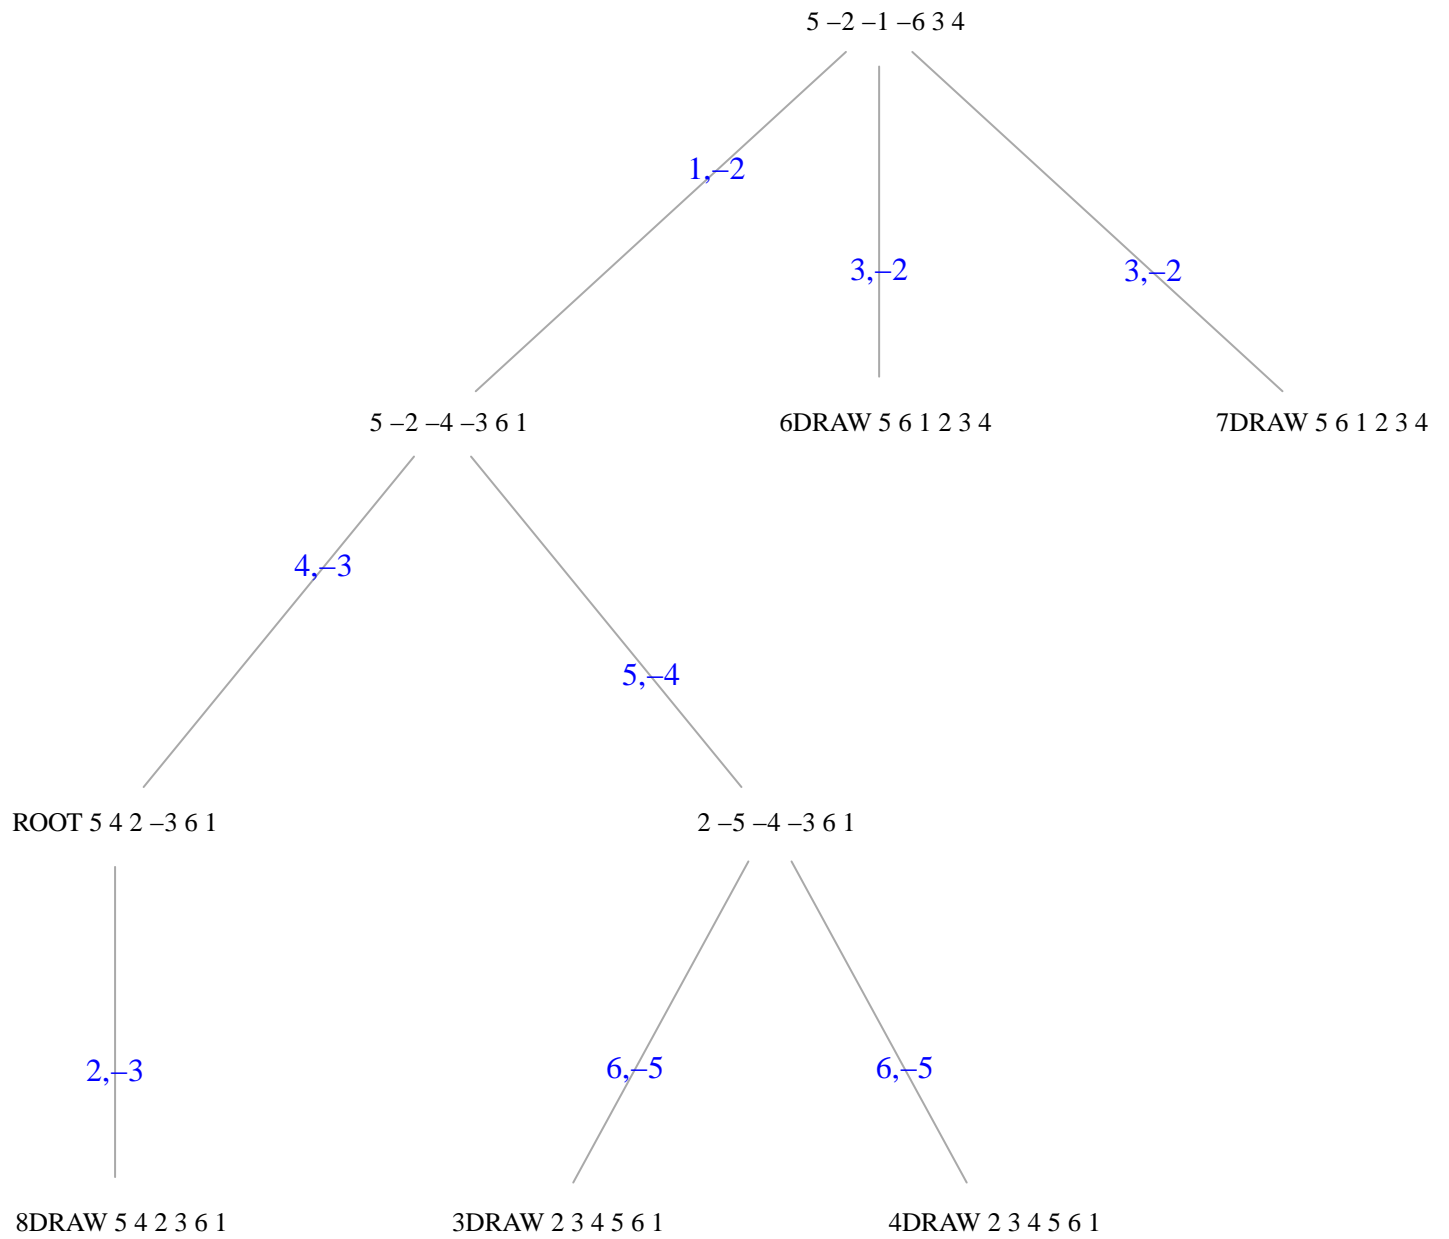 5 –2 –1 –6 3 4
1,–2
3,–2
3,–2
5 –2 –4 –3 6 1
6DRAW 5 6 1 2 3 4
7DRAW 5 6 1 2 3 4
4,–3
5,–4
ROOT 5 4 2 –3 6 1
2 –5 –4 –3 6 1
2,–3
6,–5
6,–5
8DRAW 5 4 2 3 6 1
3DRAW 2 3 4 5 6 1
4DRAW 2 3 4 5 6 1